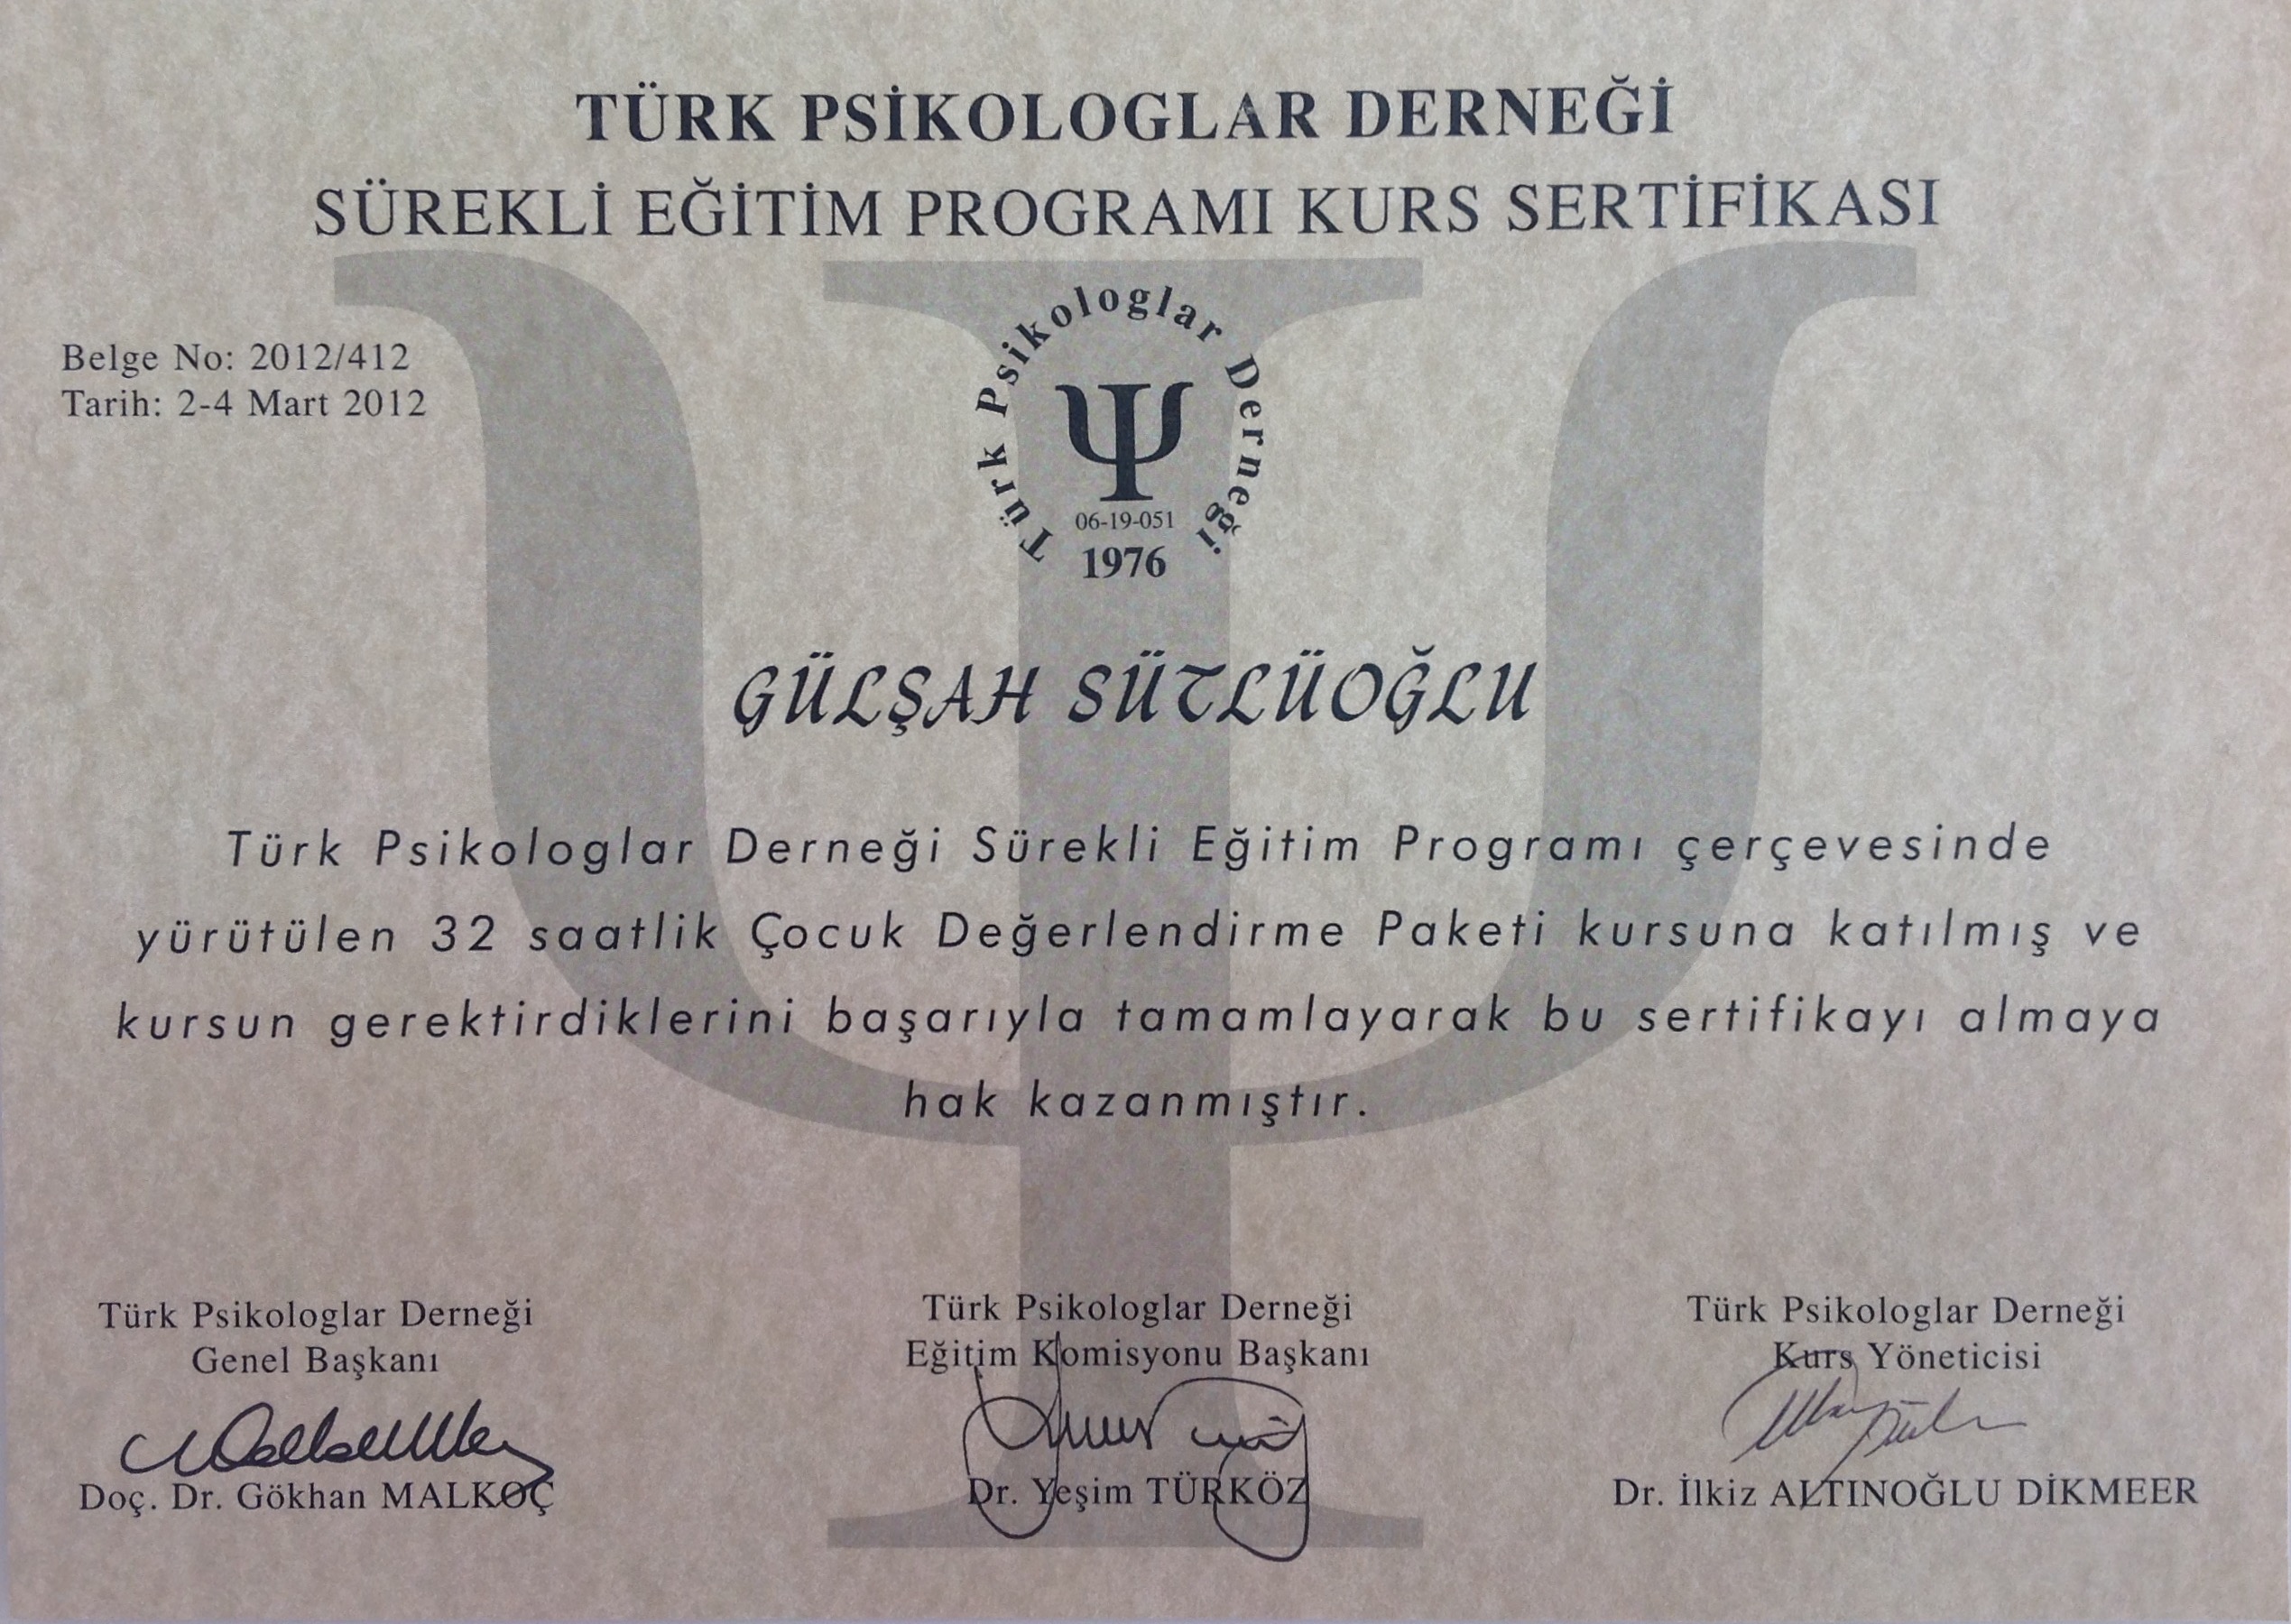 TÜRK PSİKOLOGLAR DERNEĞİ
SÜREKLİ EĞİTİM PROGRAMI KURS SERTİFİKASI
Belge No: 2012/412
Tarih: 2-4 Mart 2012
Türk Psikologlar Derneği
Ψ
06-19-051
1976
GÜLŞAH SÜTLÜOĞLU
Türk Psikologlar Derneği Sürekli Eğitim Programı çerçevesinde
yürütülen 32 saatlik Çocuk Değerlendirme Paketi kursuna katılmış ve
kursun gerektirdiklerini başarıyla tamamlayarak bu sertifikayı almaya
hak kazanmıştır.
Türk Psikologlar Derneği
Genel Başkanı
Doç. Dr. Gökhan MALKOÇ
Türk Psikologlar Derneği
Eğitim Komisyonu Başkanı
Dr. Yeşim TÜRKÖZ
Türk Psikologlar Derneği
Kurs Yöneticisi
Dr. İlkiz ALTINOĞLU DİKMEER